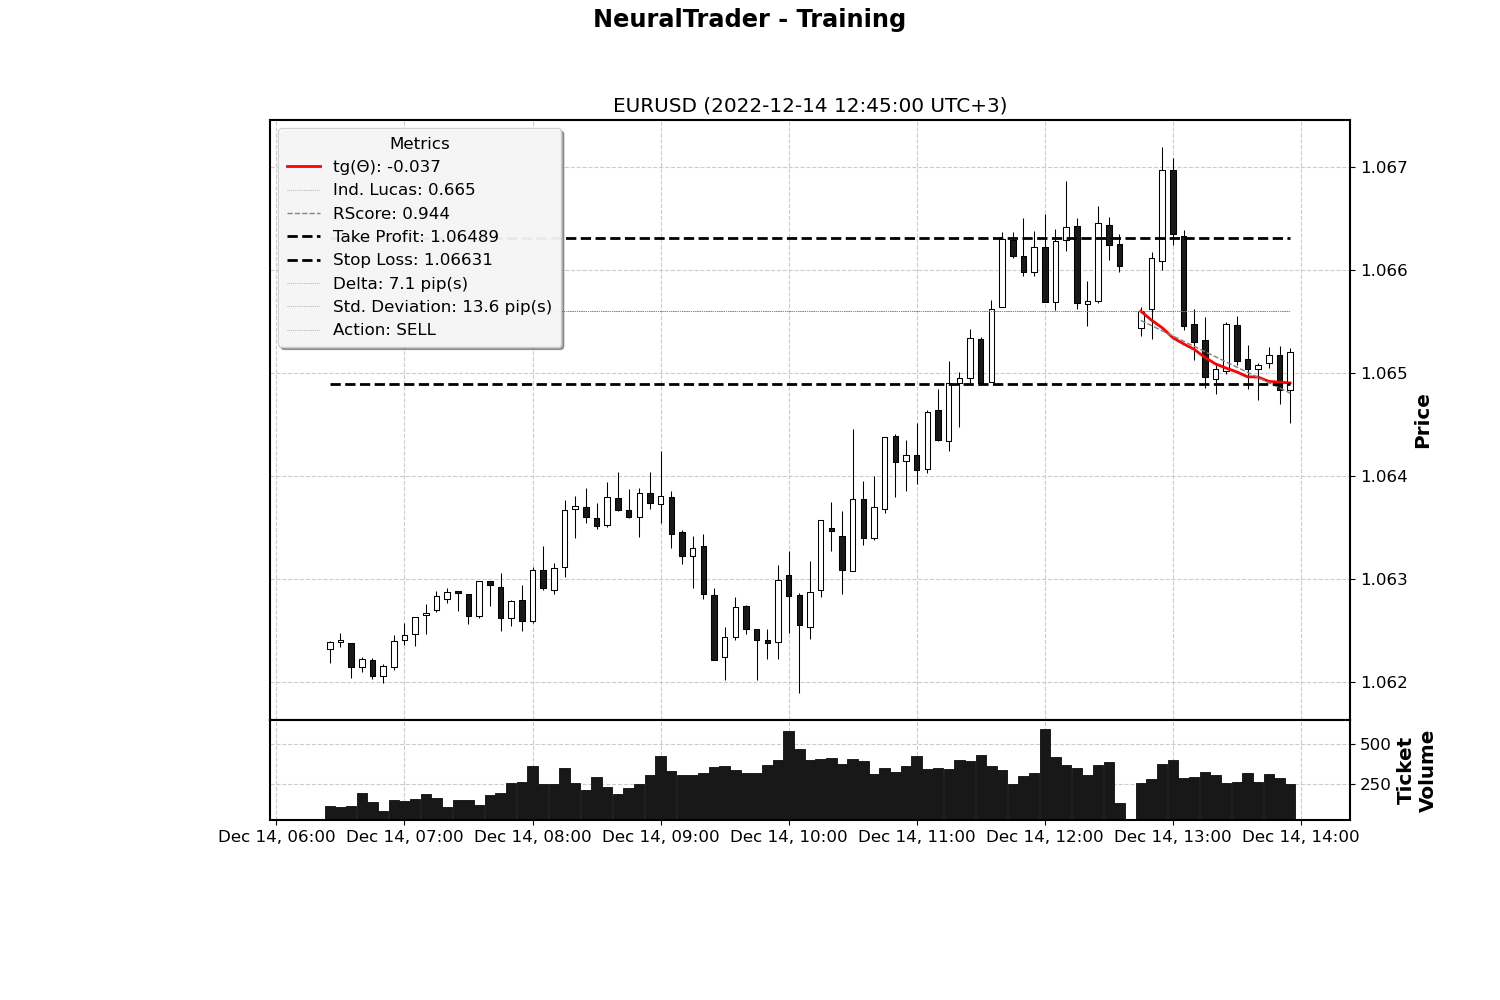 NeuralTrader - Training
EURUSD (2022-12-14 12:45:00 UTC+3)
Metrics
tg(Θ): -0.037
Ind. Lucas: 0.665
RScore: 0.944
Take Profit: 1.06489
Stop Loss: 1.06631
Delta: 7.1 pip(s)
Std. Deviation: 13.6 pip(s)
Action: SELL
1.067
1.066
1.065
1.064
1.063
1.062
Price
500
250
Ticket
Volume
Dec 14, 06:00 Dec 14, 07:00 Dec 14, 08:00 Dec 14, 09:00 Dec 14, 10:00 Dec 14, 11:00 Dec 14, 12:00 Dec 14, 13:00 Dec 14, 14:00